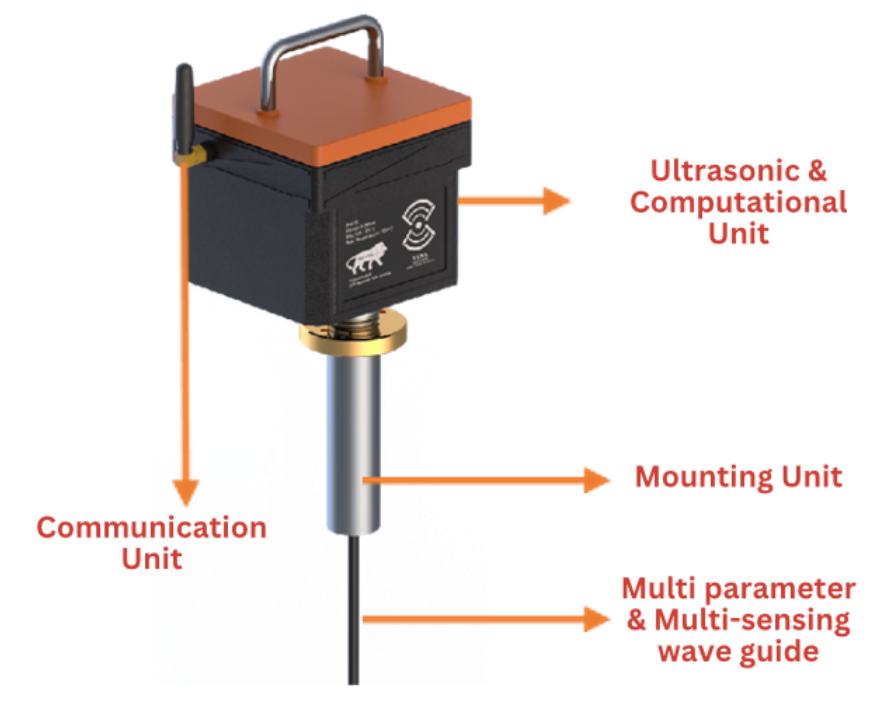 Ultrasonic &
Computational
Unit
Mounting Unit
Communication
Unit
Multi parameter
& Multi-sensing
wave guide